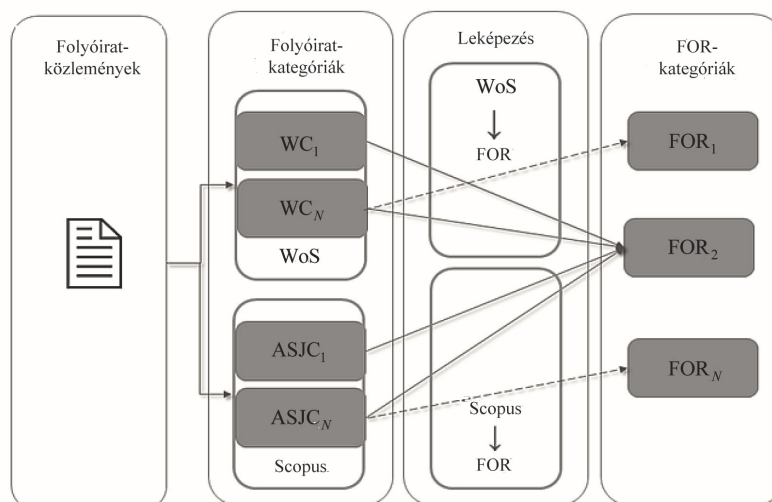 Folyóirat-
közlemények
Folyóirat-
kategóriák
WC1
WCN
WoS
ASJC1
ASJCN
Scopus
Leképezés
WoS
FOR
Scopus
FOR
FOR-
kategóriák
FOR1
FOR2
FORN